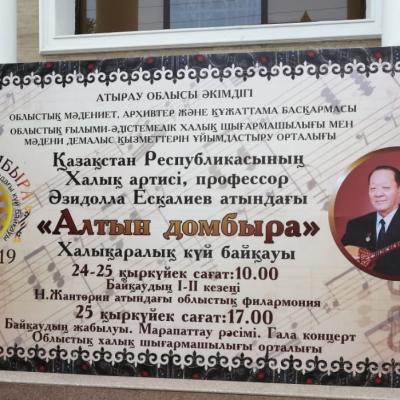 АТЫРАУ ОБЛЫСЫ ӘКІМДІГІ
ОБЛЫСТЫҚ МӘДЕНИЕТ, АРХИВТЕР ЖӘНЕ ҚҰЖАТТАМА БАСҚАРМАСЫ
ОБЛЫСТЫҚ ҒЫЛЫМИ-ӘДІСТЕМЕЛІК ХАЛЫҚ ШЫҒАРМАШЫЛЫҒЫ МЕН
МӘДЕНИ ДЕМАЛЫС ҚЫЗМЕТТЕРІН ҰЙЫМДАСТЫРУ ОРТАЛЫҒЫ
Қазақстан Республикасының
Халық артисі, профессор
Әзидолла Есқалиев атындағы
«Алтын домбыра»
Халықаралық күй байқауы
24-25 қыркүйек сағат:10.00
Байқаудың I-II кезеңі
Н.Жантөрин атындағы облыстық филармония
25 қыркүйек сағат:17.00
Байқаудың жабылуы. Марапаттау рәсімі. Гала концерт
Облыстық халық шығармашылығы орталығы
19